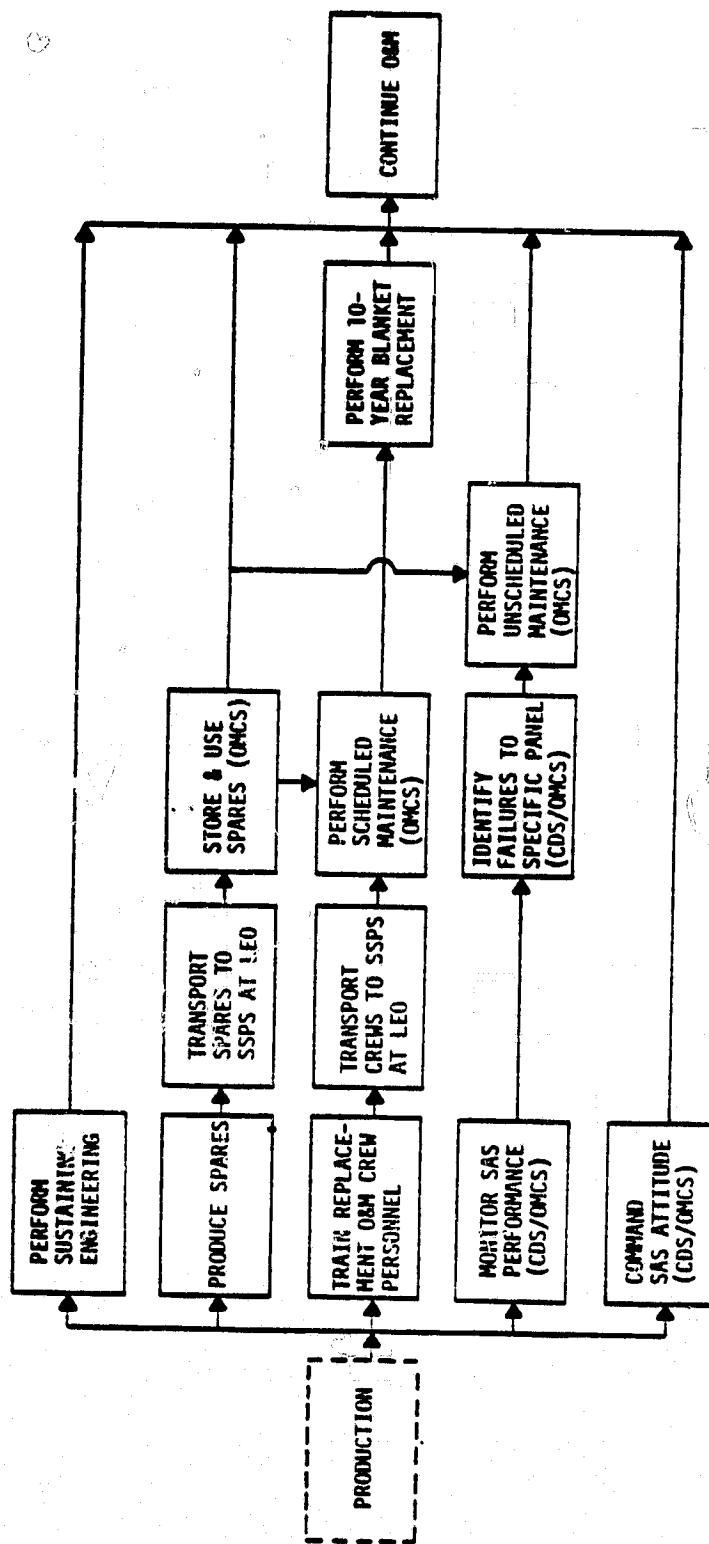 PRODUCTION
PERFORM
SUSTAINING
ENGINEERING
PRODUCE SPARES
TRANSPORT
SPARES TO
SSPS AT LEO
STORE & USE
SPARES (OMCS)
TRAIN REPLACE-
MENT O&M CREW
PERSONNEL
TRANSPORT
CREWS TO SSPS
AT LEO
PERFORM
SCHEDULED
MAINTENANCE
(OMCS)
PERFORM 10-
YEAR BLANKET
REPLACEMENT
MONITOR SAS
PERFORMANCE
(CDS/OMCS)
IDENTIFY
FAILURES TO
SPECIFIC PANEL
(CDS/OMCS)
PERFORM
UNSCHEDULED
MAINTENANCE
(OMCS)
COMMAND
SAS ATTITUDE
(CDS/OMCS)
CONTINUE O&M